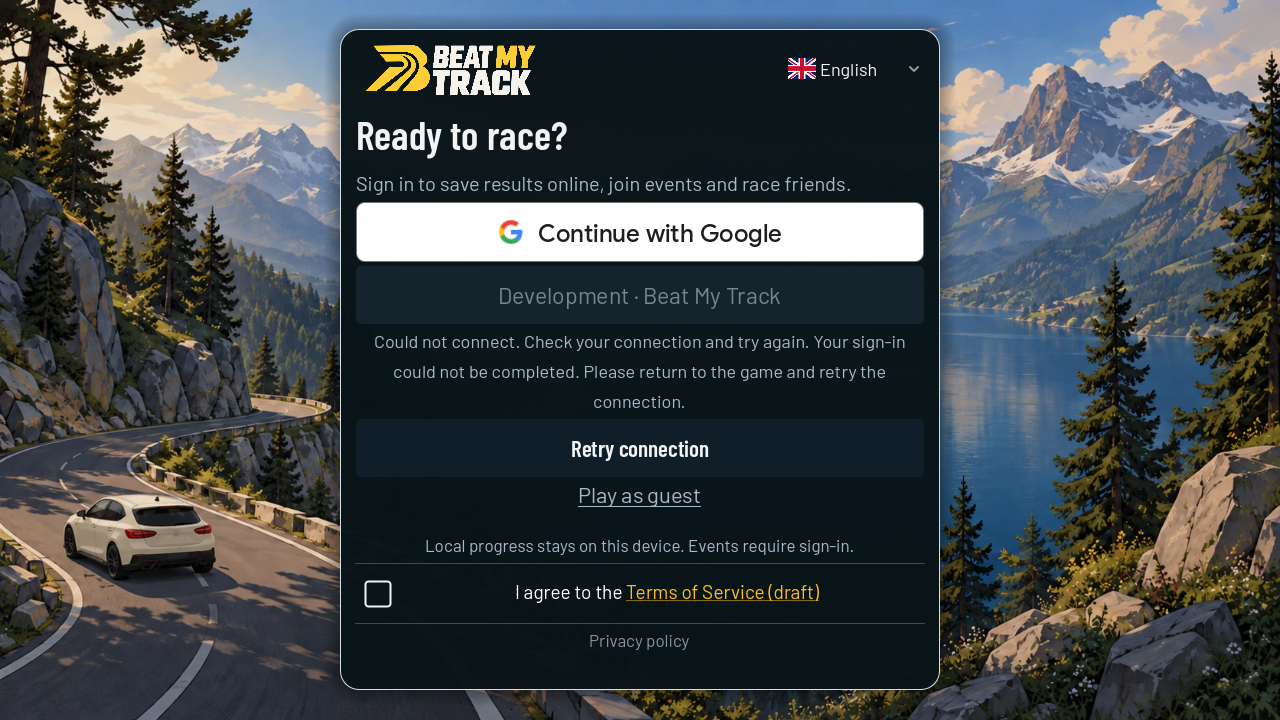 BEAT MY
TRACK
English
Ready to race?
Sign in to save results online, join events and race friends.
Continue with Google
Development · Beat My Track
Could not connect. Check your connection and try again. Your sign-in
could not be completed. Please return to the game and retry the
connection.
Retry connection
Play as guest
Local progress stays on this device. Events require sign-in.
I agree to the Terms of Service (draft)
Privacy policy